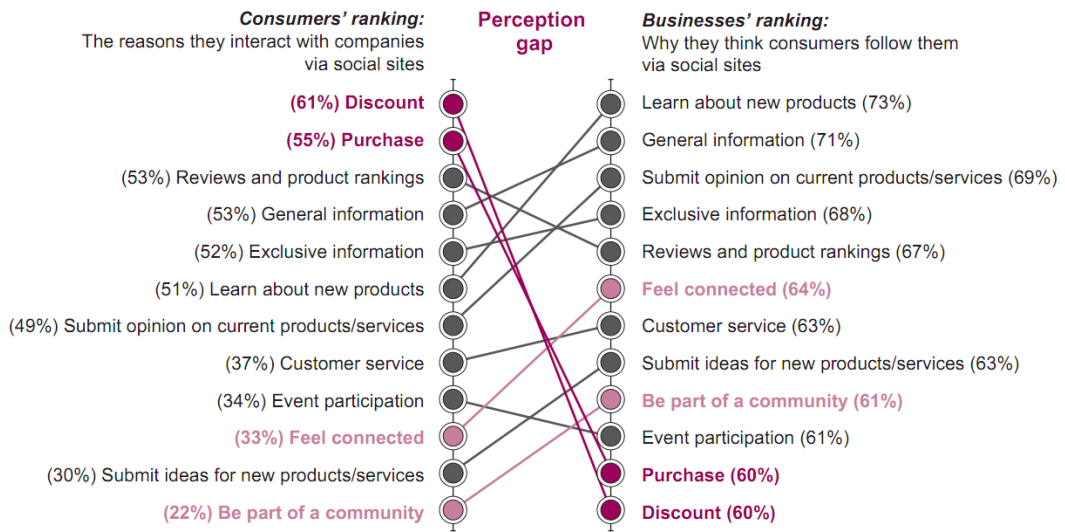 Consumers’ ranking:
The reasons they interact with companies
via social sites
Perception
gap
Businesses’ ranking:
Why they think consumers follow them
via social sites
(61%) Discount
(55%) Purchase
(53%) Reviews and product rankings
(53%) General information
(52%) Exclusive information
(51%) Learn about new products
(49%) Submit opinion on current products/services
(37%) Customer service
(34%) Event participation
(33%) Feel connected
(30%) Submit ideas for new products/services
(22%) Be part of a community
Learn about new products (73%)
General information (71%)
Submit opinion on current products/services (69%)
Exclusive information (68%)
Reviews and product rankings (67%)
Feel connected (64%)
Customer service (63%)
Submit ideas for new products/services (63%)
Be part of a community (61%)
Event participation (61%)
Purchase (60%)
Discount (60%)